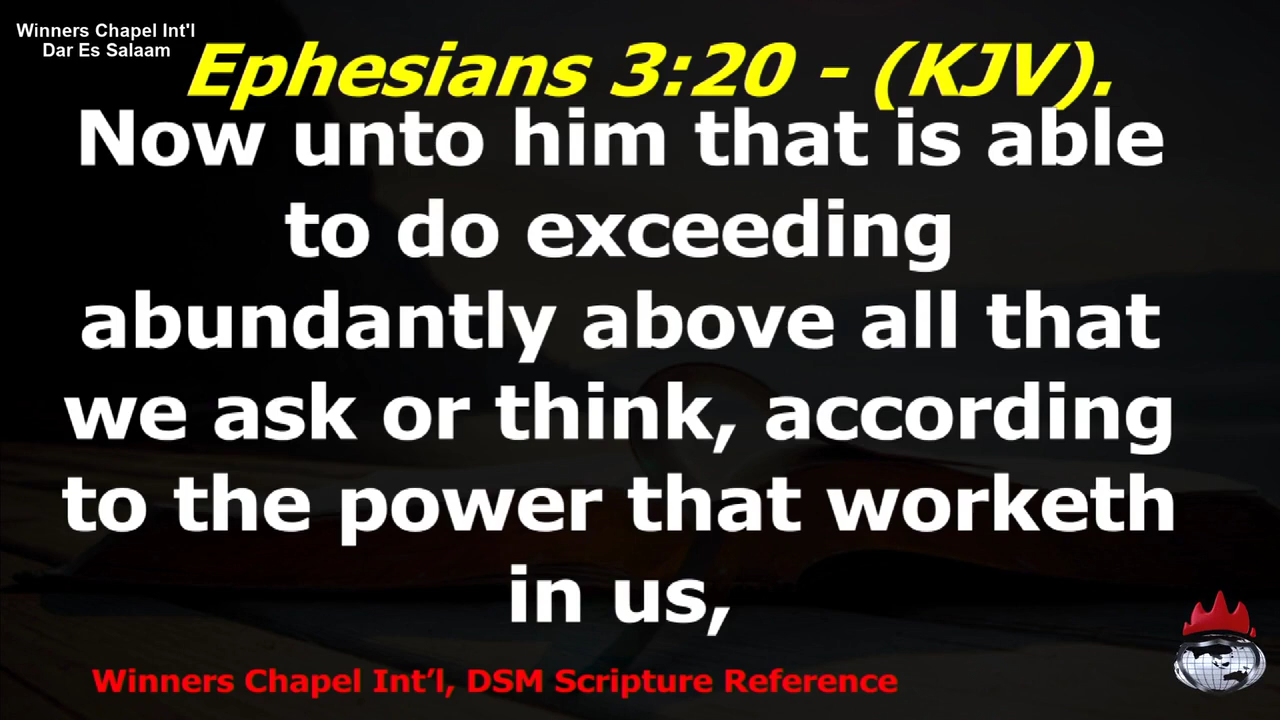 Winners Chapel Int'l
Dar Es Salaam
Ephesians 3:20 - (KJV).
Now unto him that is able
to do exceeding
abundantly above all that
we ask or think, according
to the power that worketh
in us,
Winners Chapel Int’l, DSM Scripture Reference